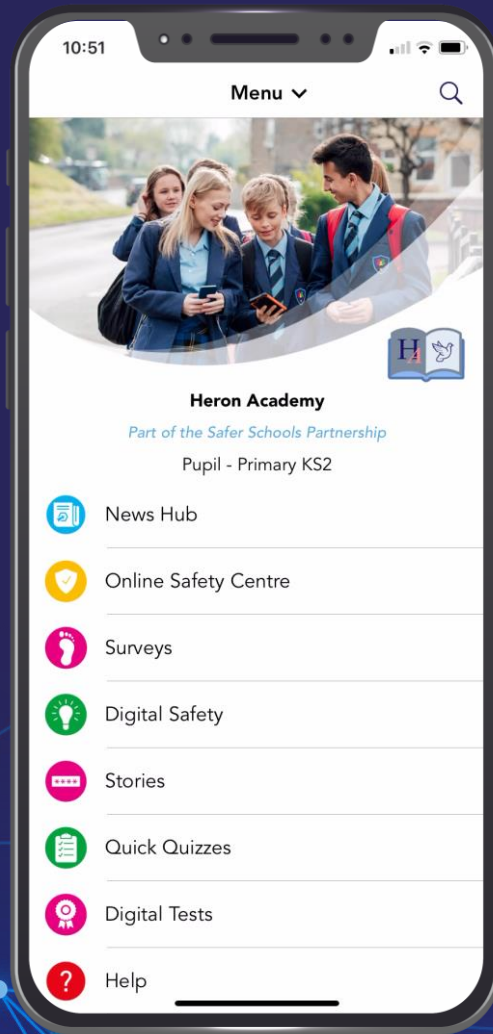 10:51
Menu
H
A
Heron Academy
Part of the Safer Schools Partnership
Pupil - Primary KS2
News Hub
Online Safety Centre
Surveys
Digital Safety
Stories
Quick Quizzes
Digital Tests
?
Help